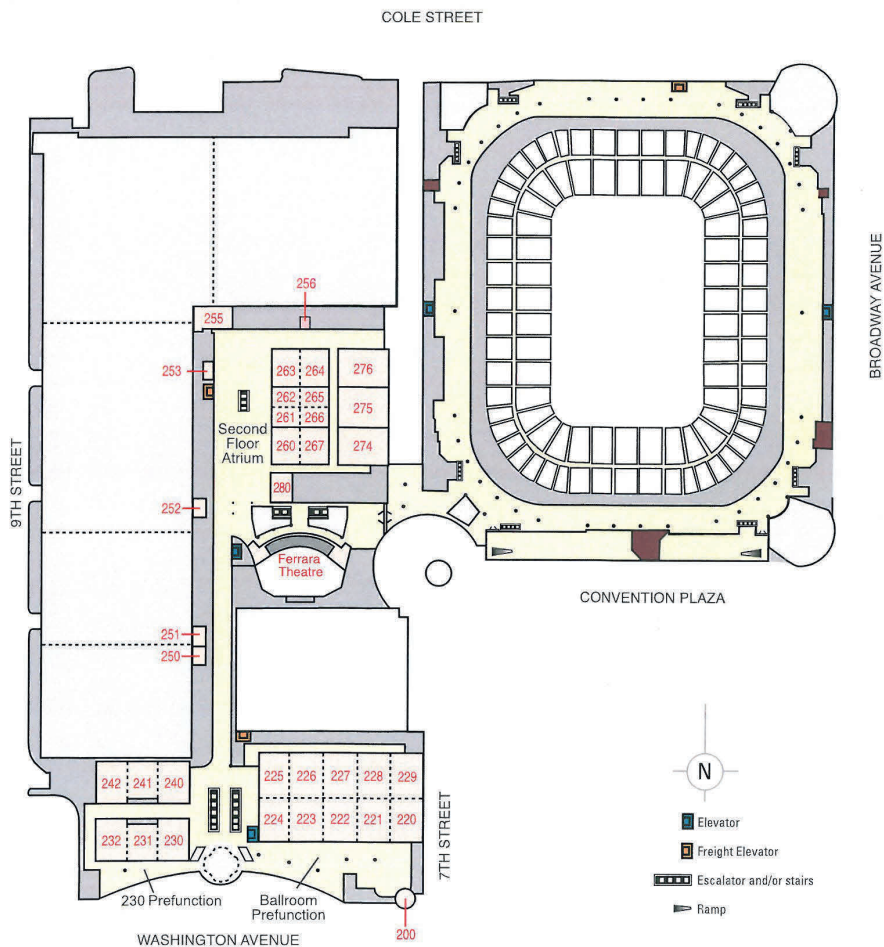 COLE STREET
256
255
253
263
264
276
262
265
275
261
266
260
267
274
Second
Floor
Atrium
BROADWAY AVENUE
9TH STREET
280
252
Ferrara
Theatre
CONVENTION PLAZA
251
250
N
225
226
227
228
229
242
241
240
224
223
222
221
220
232
231
230
7TH STREET
Elevator
Freight Elevator
Escalator and/or stairs
Ramp
230 Prefunction
Ballroom
Prefunction
200
WASHINGTON AVENUE